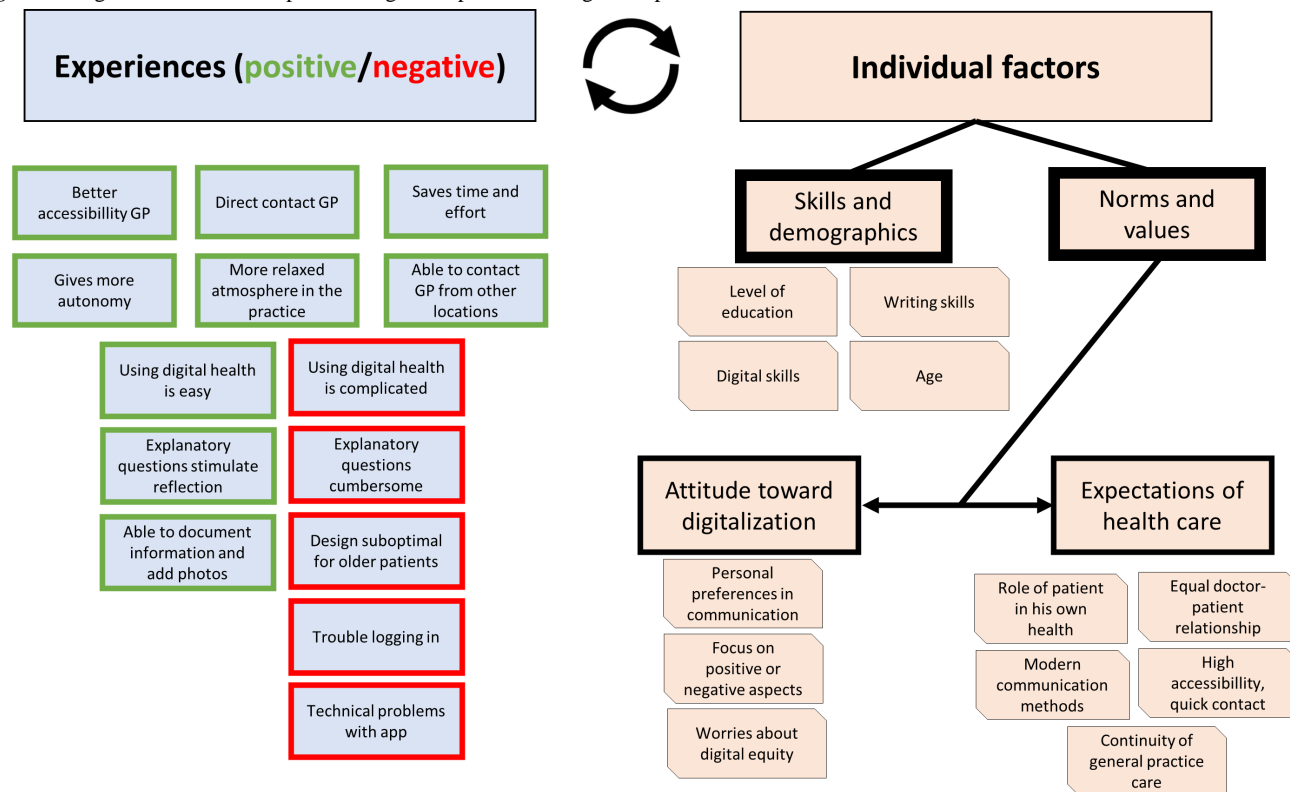 Experiences (positive/negative)
Individual factors
Better
accessibillity GP
Direct contact GP
Saves time and
effort
Gives more
autonomy
More relaxed
atmosphere in the
practice
Able to contact
GP from other
locations
Using digital health
is easy
Using digital health
is complicated
Explanatory
questions stimulate
reflection
Explanatory
questions
cumbersome
Able to document
information and
add photos
Design suboptimal
for older patients
Trouble logging in
Technical problems
with app
Skills and
demographics
Norms and
values
Level of
education
Writing skills
Digital skills
Age
Attitude toward
digitalization
Expectations of
health care
Personal
preferences in
communication
Focus on
positive or
negative aspects
Worries about
digital equity
Role of patient
in his own
health
Equal doctor-
patient
relationship
Modern
communication
methods
High
accessibillity,
quick contact
Continuity of
general practice
care